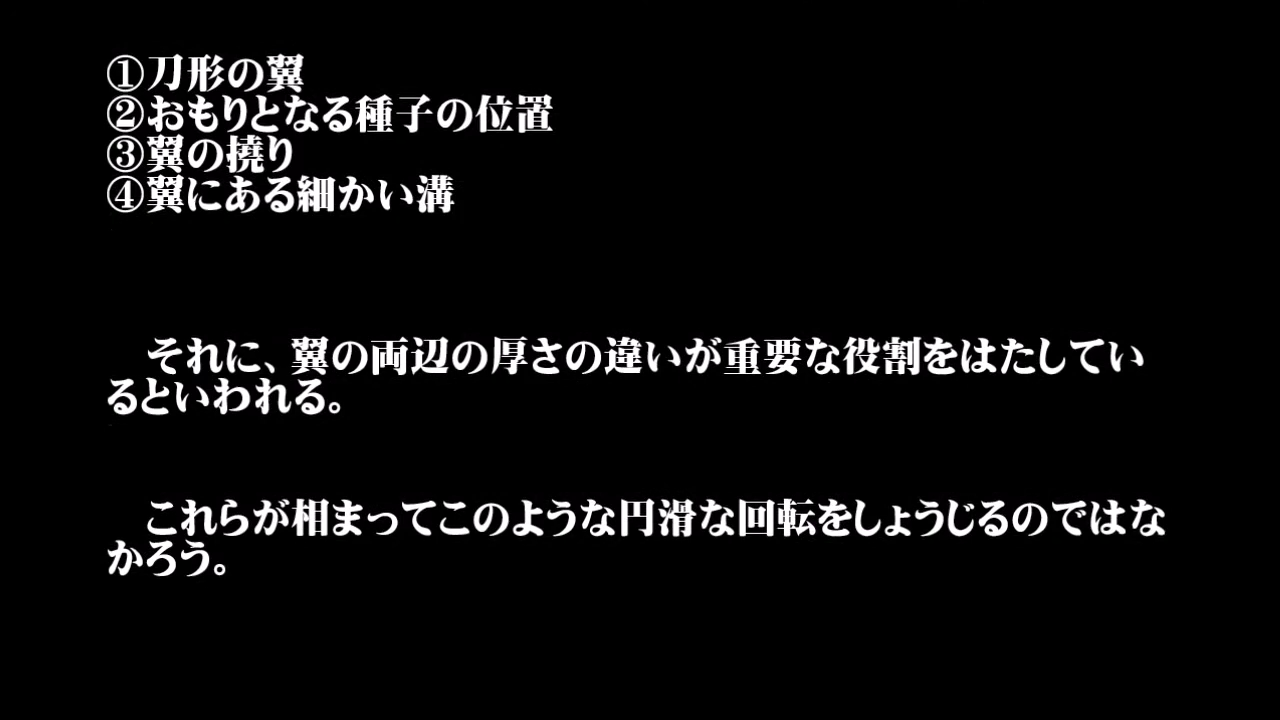 ①刀形の翼
②おもりとなる種子の位置
③翼の撓り
④翼にある細かい溝
それに、翼の両辺の厚さの違いが重要な役割をはたしてい
るといわれる。
これらが相まってこのような円滑な回転をしょうじるのではな
かろう。